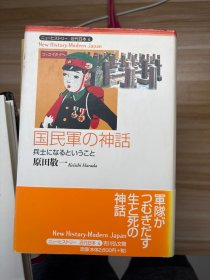 ニューヒストリー 近代日本 4
New History・Modern Japan
国民軍の神話
兵士になるということ
原田敬一
Keiichi Harada
軍隊が
つむぎだす
生と死の
神話
New History・Modern Japan
ニューヒストリー 近代日本 4 吉川弘文館